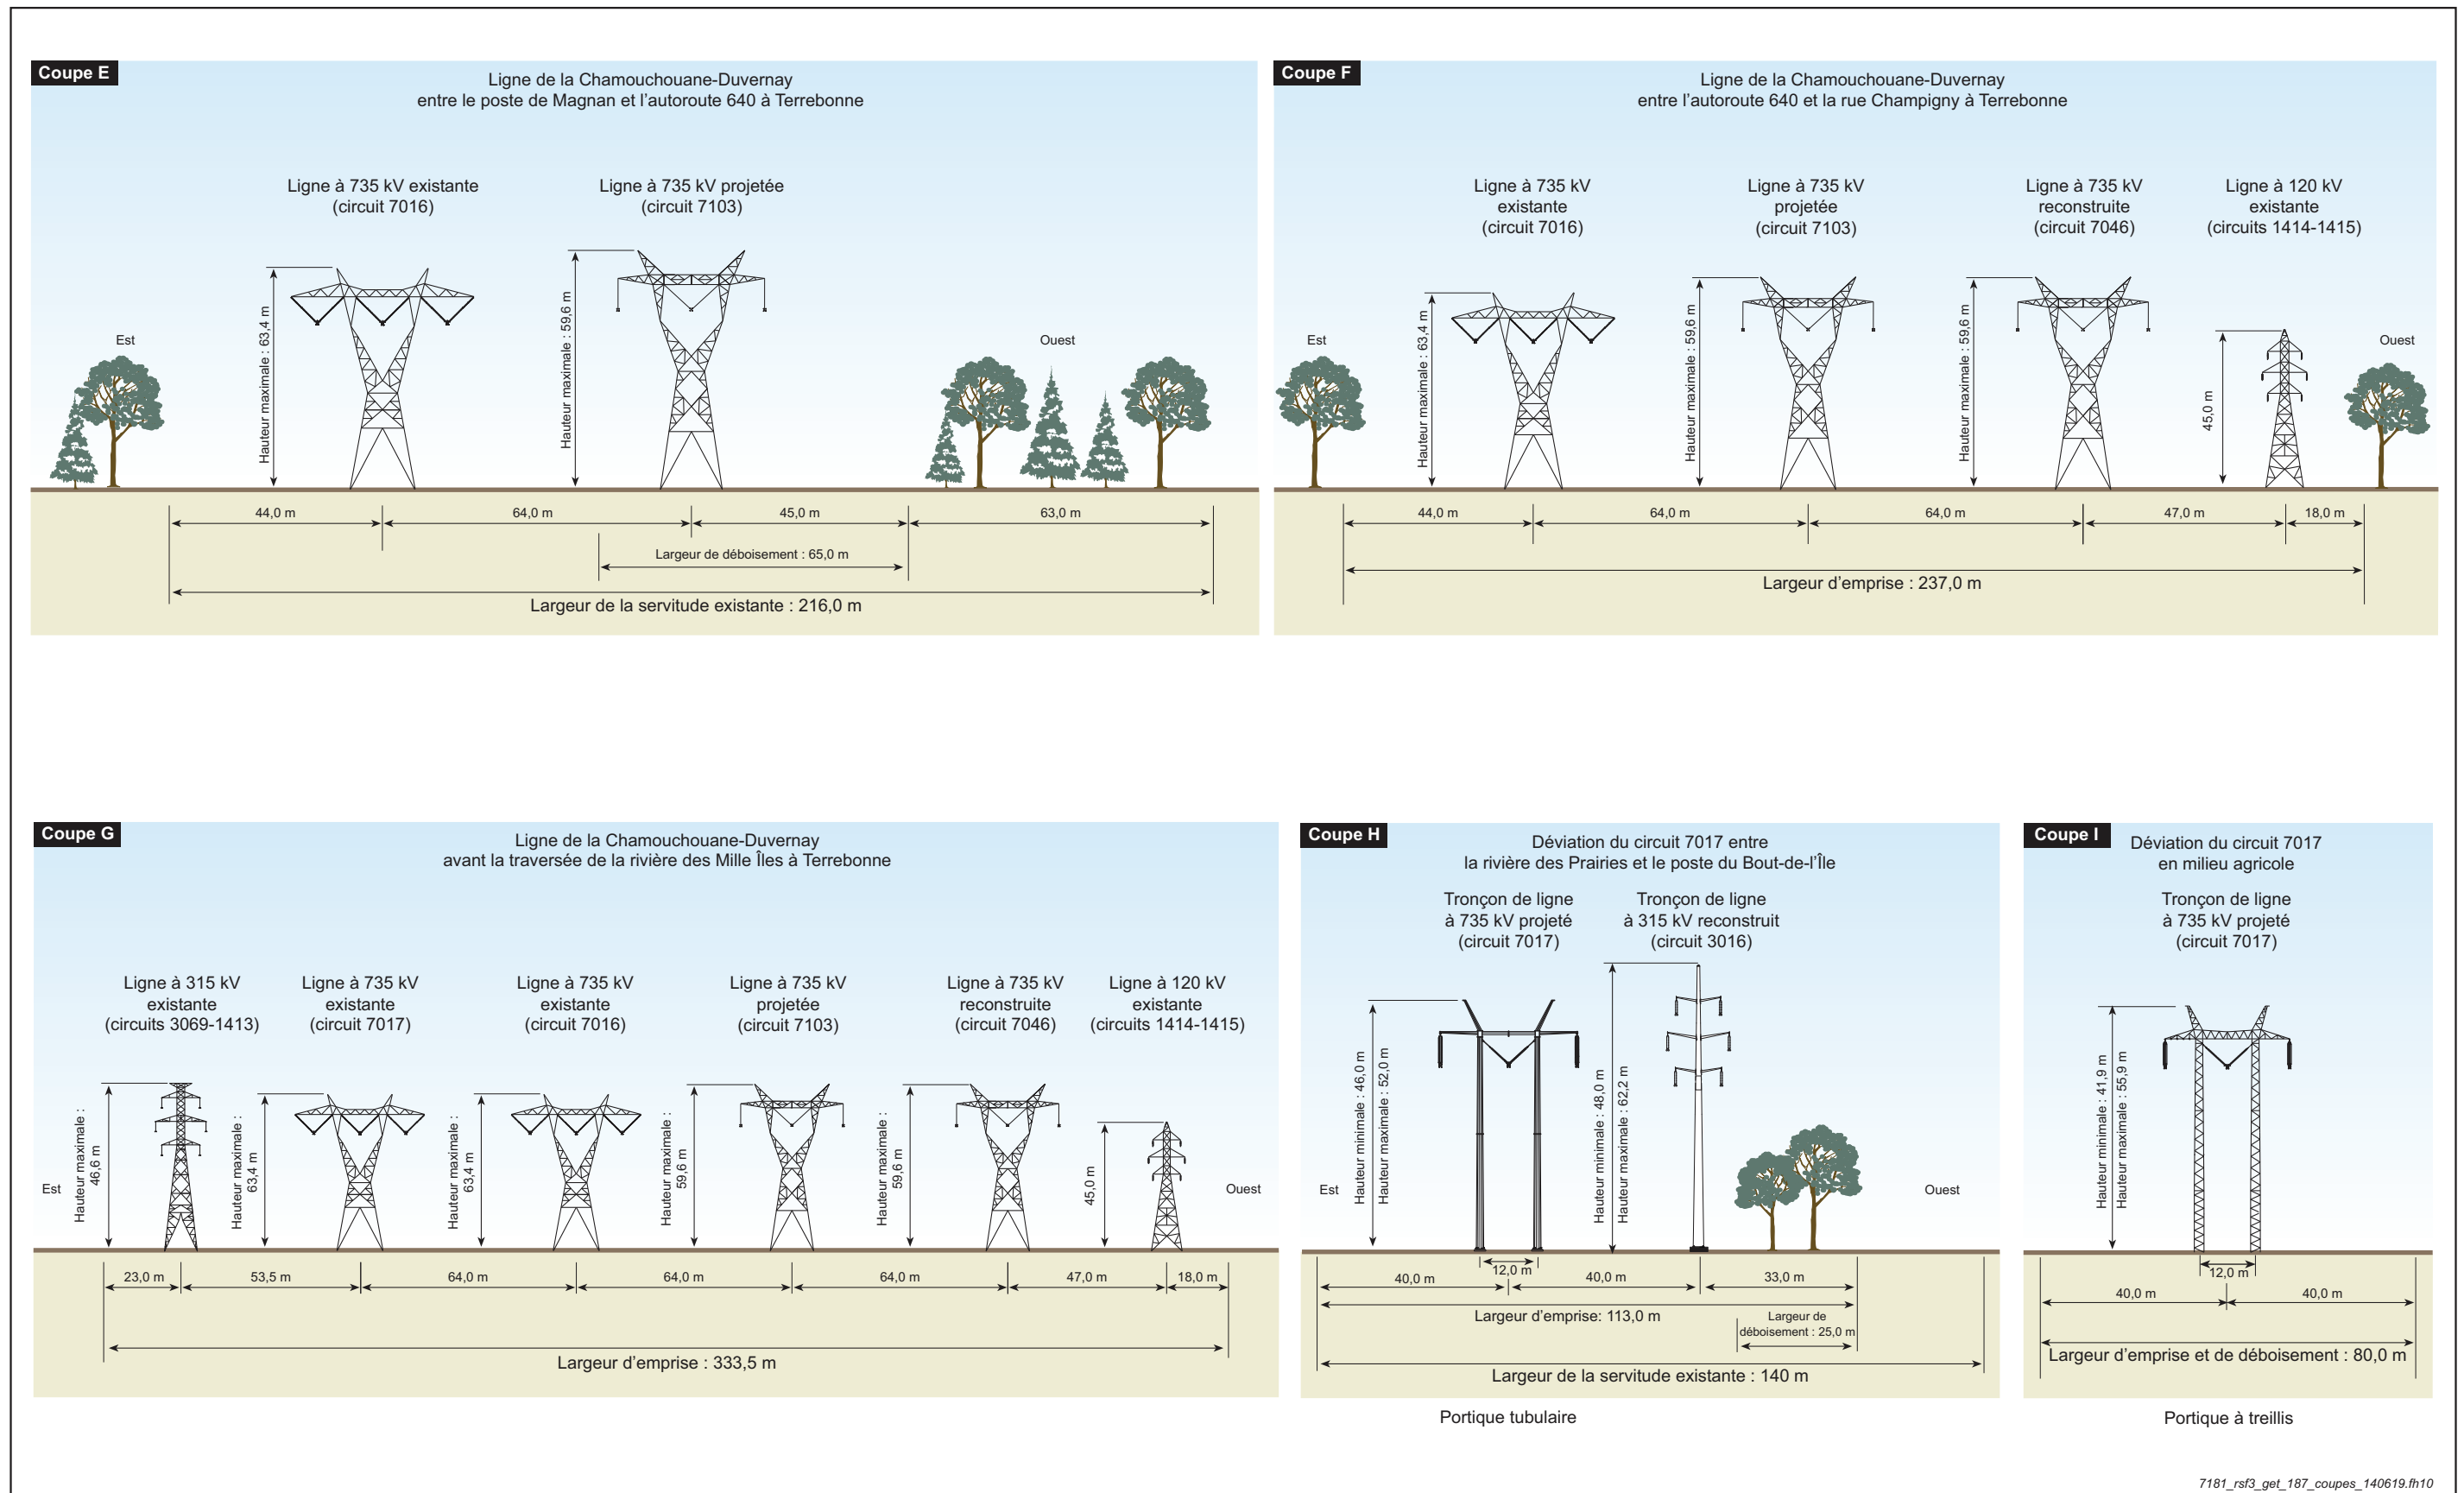 Coupe E
Ligne de la Chamouchouane-Duvernay
entre le poste de Magnan et l’autoroute 640 à Terrebonne
Ligne à 735 kV existante
(circuit 7016)
Ligne à 735 kV projetée
(circuit 7103)
Est
Hauteur maximale : 63,4 m
Hauteur maximale : 59,6 m
Ouest
44,0 m
64,0 m
45,0 m
63,0 m
Largeur de déboisement : 65,0 m
Largeur de la servitude existante : 216,0 m
Coupe F
Ligne de la Chamouchouane-Duvernay
entre l’autoroute 640 et la rue Champigny à Terrebonne
Ligne à 735 kV
existante
(circuit 7016)
Ligne à 735 kV
projetée
(circuit 7103)
Ligne à 735 kV
reconstruite
(circuit 7046)
Ligne à 120 kV
existante
(circuits 1414-1415)
Est
Hauteur maximale : 63,4 m
Hauteur maximale : 59,6 m
Hauteur maximale : 59,6 m
45,0 m
Ouest
44,0 m
64,0 m
64,0 m
47,0 m
18,0 m
Largeur d’emprise : 237,0 m
Coupe G
Ligne de la Chamouchouane-Duvernay
avant la traversée de la rivière des Mille Îles à Terrebonne
Ligne à 315 kV
existante
(circuits 3069-1413)
Ligne à 735 kV
existante
(circuit 7017)
Ligne à 735 kV
existante
(circuit 7016)
Ligne à 735 kV
projetée
(circuit 7103)
Ligne à 735 kV
reconstruite
(circuit 7046)
Ligne à 120 kV
existante
(circuits 1414-1415)
Est
Hauteur maximale :
46,6 m
Hauteur maximale :
63,4 m
Hauteur maximale :
63,4 m
Hauteur maximale :
59,6 m
Hauteur maximale :
59,6 m
45,0 m
Ouest
23,0 m
53,5 m
64,0 m
64,0 m
64,0 m
47,0 m
18,0 m
Largeur d’emprise : 333,5 m
Coupe H
Déviation du circuit 7017 entre
la rivière des Prairies et le poste du Bout-de-l’Île
Tronçon de ligne
à 735 kV projeté
(circuit 7017)
Tronçon de ligne
à 315 kV reconstruit
(circuit 3016)
Est
Hauteur minimale : 46,0 m
Hauteur maximale : 52,0 m
Hauteur minimale : 48,0 m
Hauteur maximale : 62,2 m
Ouest
12,0 m
40,0 m
40,0 m
33,0 m
Largeur d’emprise: 113,0 m
Largeur de
déboisement : 25,0 m
Largeur de la servitude existante : 140 m
Portique tubulaire
Coupe I
Déviation du circuit 7017
en milieu agricole
Tronçon de ligne
à 735 kV projeté
(circuit 7017)
Hauteur minimale : 41,9 m
Hauteur maximale : 55,9 m
12,0 m
40,0 m
40,0 m
Largeur d’emprise et de déboisement : 80,0 m
Portique à treillis
7181_rsf3_get_187_coupes_140619.fh10